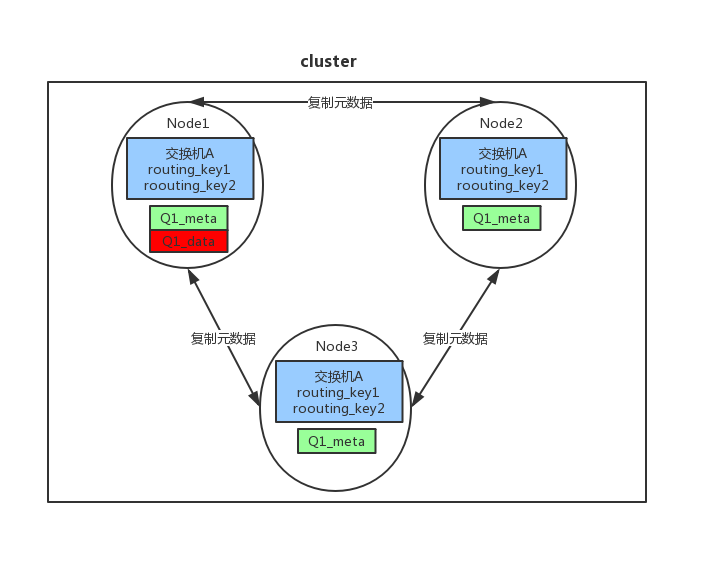 cluster
复制元数据
Node1
交换机A
routing_key1
roouting_key2
Q1_meta
Q1_data
Node2
交换机A
routing_key1
roouting_key2
Q1_meta
复制元数据
复制元数据
Node3
交换机A
routing_key1
roouting_key2
Q1_meta